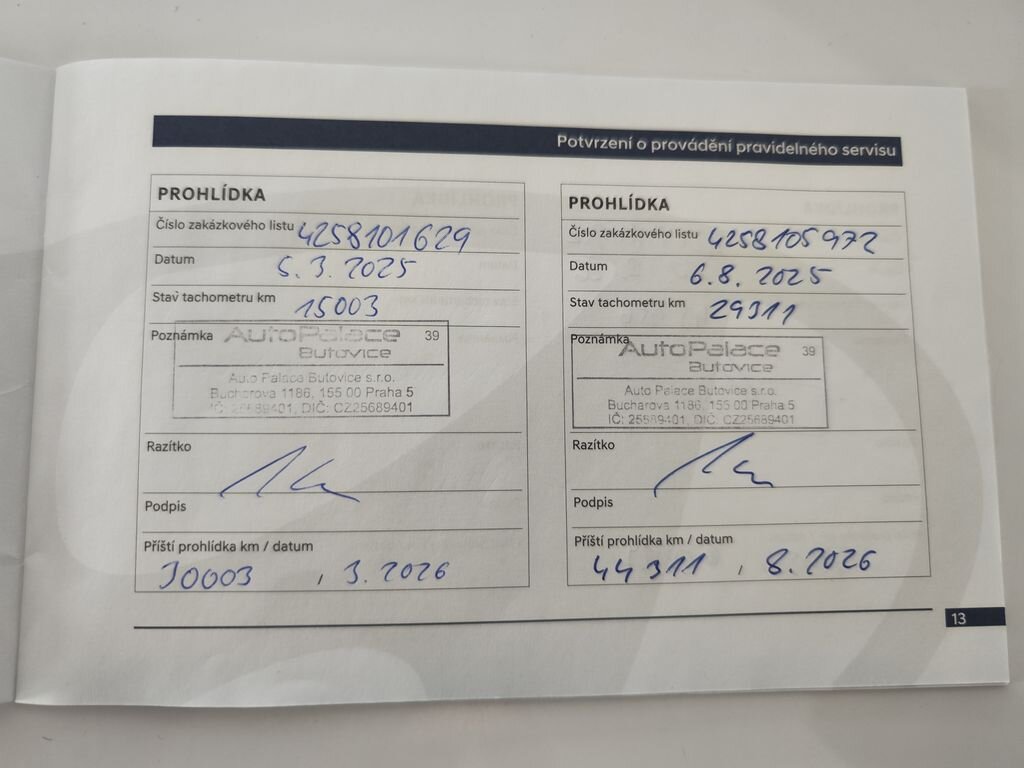 Potvrzení o provádění pravidelného servisu
PROHLÍDKA
Číslo zakázkového listu 4258101629
Datum 5.3.2025
Stav tachometru km 15003
Poznámka
AutoPalace 39
Butovice
Auto Palace Butovice s.r.o.
Bucharova 1186, 155 00 Praha 5
IČ: 25689401, DIČ: CZ25689401
Razítko
Podpis
Příští prohlídka km / datum
30003 , 3.2026
PROHLÍDKA
Číslo zakázkového listu 4258105972
Datum 6.8.2025
Stav tachometru km 29311
Poznámka
AutoPalace 39
Butovice
Auto Palace Butovice s.r.o.
Bucharova 1186, 155 00 Praha 5
IČ: 25689401, DIČ: CZ25689401
Razítko
Podpis
Příští prohlídka km / datum
44311 , 8.2026
13